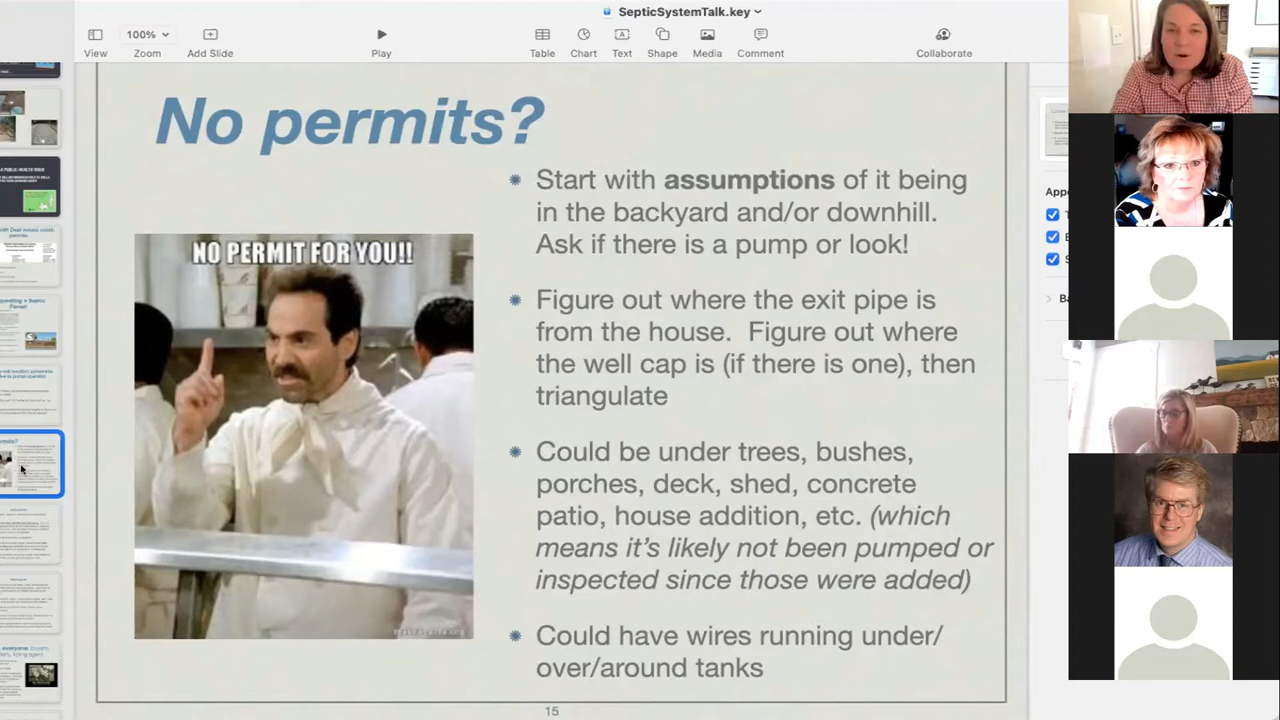 SepticSystemTalk.key
View
100%
Zoom
Add Slide
Play
Table
Chart
Text
Shape
Media
Comment
Collaborate
No permits?
NO PERMIT FOR YOU!!
Start with assumptions of it being
in the backyard and/or downhill.
Ask if there is a pump or look!
Figure out where the exit pipe is
from the house. Figure out where
the well cap is (if there is one), then
triangulate
Could be under trees, bushes,
porches, deck, shed, concrete
patio, house addition, etc. (which
means it's likely not been pumped or
inspected since those were added)
Could have wires running under/
over/around tanks
15